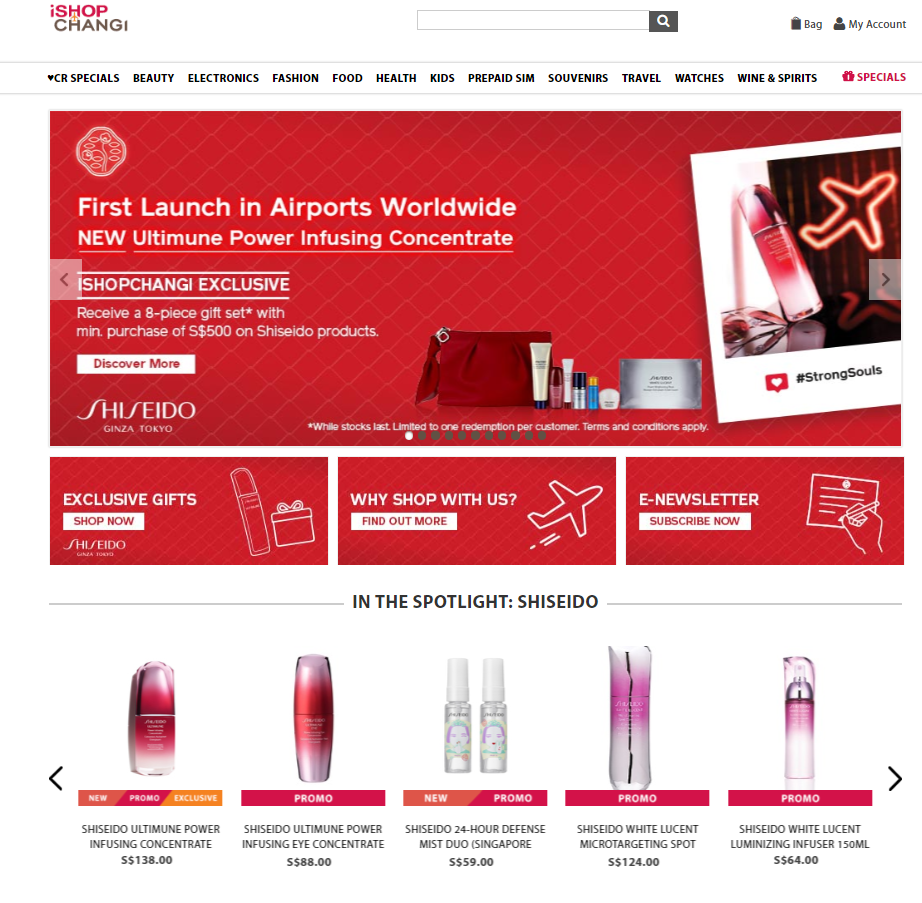 iSHOP
CHANGI
Bag
My Account
♥CR SPECIALS BEAUTY ELECTRONICS FASHION FOOD HEALTH KIDS PREPAID SIM SOUVENIRS TRAVEL WATCHES WINE & SPIRITS SPECIALS
First Launch in Airports Worldwide
NEW Ultimune Power Infusing Concentrate
ISHOPCHANGI EXCLUSIVE
Receive a 8-piece gift set* with
min. purchase of S$500 on Shiseido products.
Discover More
SHISEIDO
GINZA TOKYO
#StrongSouls
*While stocks last. Limited to one redemption per customer. Terms and conditions apply.
EXCLUSIVE GIFTS
SHOP NOW
SHISEIDO
GINZA TOKYO
WHY SHOP WITH US?
FIND OUT MORE
E-NEWSLETTER
SUBSCRIBE NOW
IN THE SPOTLIGHT: SHISEIDO
NEW PROMO EXCLUSIVE
SHISEIDO ULTIMUNE POWER
INFUSING CONCENTRATE
S$138.00
PROMO
SHISEIDO ULTIMUNE POWER
INFUSING EYE CONCENTRATE
S$88.00
NEW PROMO
SHISEIDO 24-HOUR DEFENSE
MIST DUO (SINGAPORE
S$59.00
PROMO
SHISEIDO WHITE LUCENT
MICROTARGETING SPOT
S$124.00
PROMO
SHISEIDO WHITE LUCENT
LUMINIZING INFUSER 150ML
S$64.00